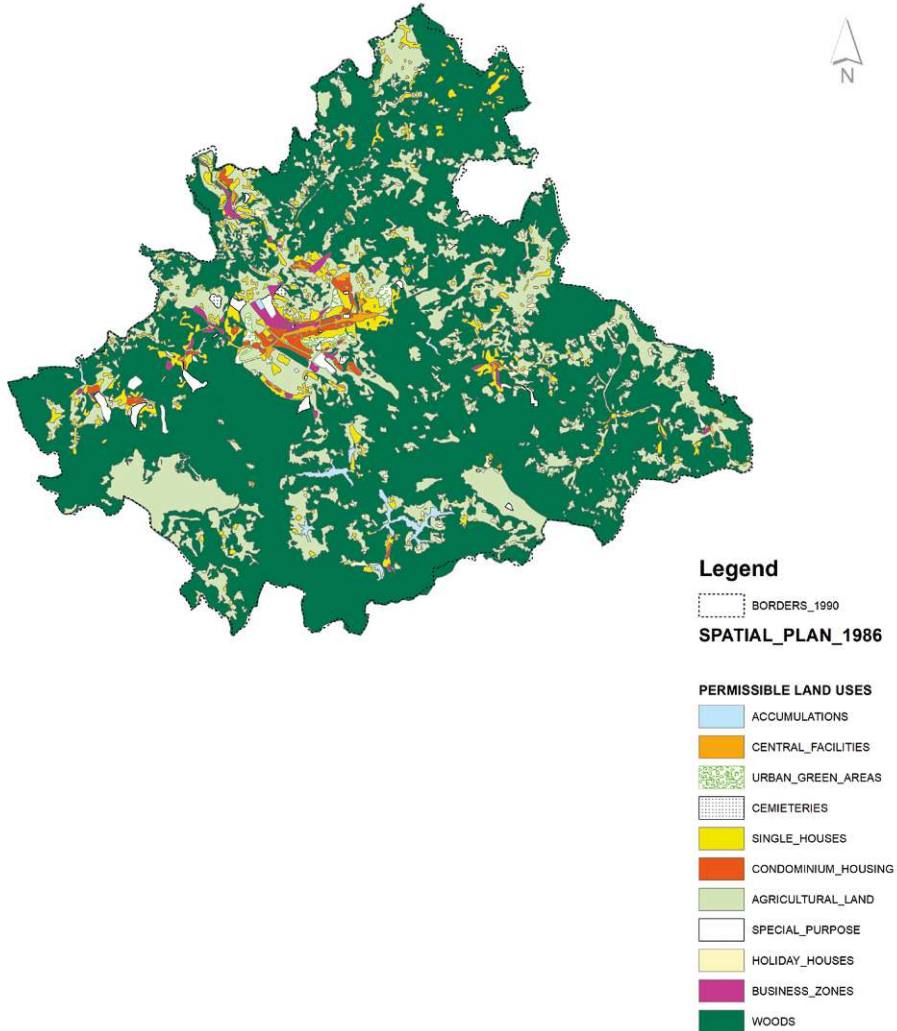 N
Legend
BORDERS_1990
SPATIAL_PLAN_1986
PERMISSIBLE LAND USES
ACCUMULATIONS
CENTRAL_FACILITIES
URBAN_GREEN_AREAS
CEMIETERIES
SINGLE_HOUSES
CONDOMINIUM_HOUSING
AGRICULTURAL_LAND
SPECIAL_PURPOSE
HOLIDAY_HOUSES
BUSINESS_ZONES
WOODS